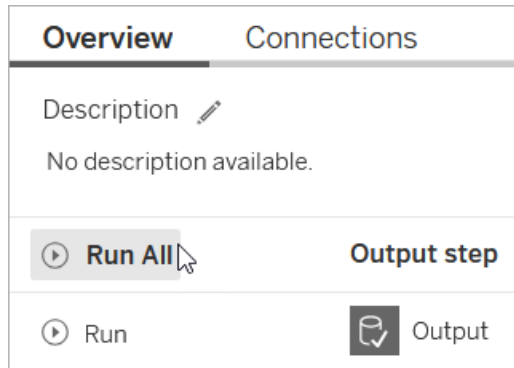 Overview Connections
Description
No description available.
Run All Output step
Run Output